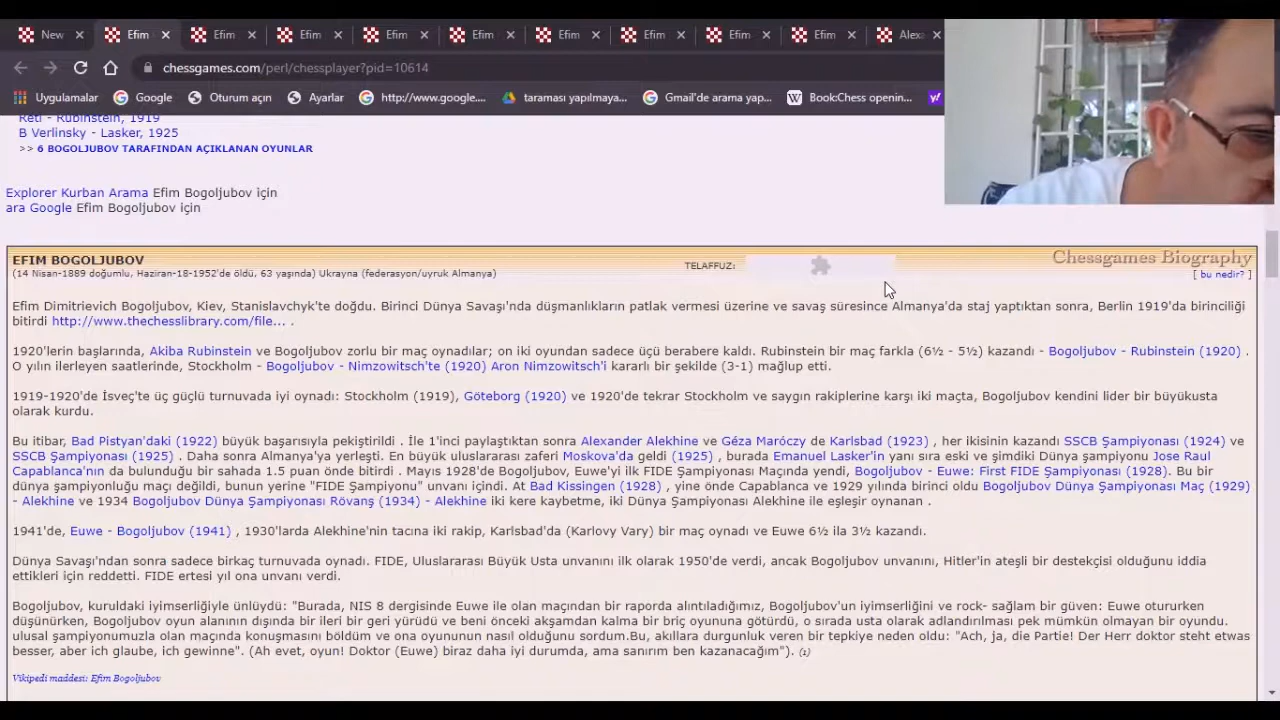 New
Efim
Efim
Efim
Efim
Efim
Efim
Efim
Efim
Efim
Alex
chessgames.com/perl/chessplayer?pid=10614
Uygulamalar
Google
Oturum açın
Ayarlar
http://www.google....
taraması yapılmaya...
Gmail'de arama yap...
Book:Chess openin...
Réti - Rubinstein, 1919
B Verlinsky - Lasker, 1925
>> 6 BOGOLJUBOV TARAFINDAN AÇIKLANAN OYUNLAR
Explorer Kurban Arama Efim Bogoljubov için
ara Google Efim Bogoljubov için
EFIM BOGOLJUBOV
(14 Nisan-1889 doğumlu, Haziran-18-1952'de öldü, 63 yaşında) Ukrayna (federasyon/uyruk Almanya)
TELAFFUZ:
Chessgames Biography
[ bu nedir? ]
Efim Dimitrievich Bogoljubov, Kiev, Stanislavchyk'te doğdu. Birinci Dünya Savaşı'nda düşmanlıkların patlak vermesi üzerine ve savaş süresince Almanya'da staj yaptıktan sonra, Berlin 1919'da birinciliği
bitirdi http://www.thechesslibrary.com/file... .
1920'lerin başlarında, Akiba Rubinstein ve Bogoljubov zorlu bir maç oynadılar; on iki oyundan sadece üçü berabere kaldı. Rubinstein bir maç farkla (6½ - 5½) kazandı - Bogoljubov - Rubinstein (1920) .
O yılın ilerleyen saatlerinde, Stockholm - Bogoljubov - Nimzowitsch'te (1920) Aron Nimzowitsch'i kararlı bir şekilde (3-1) mağlup etti.
1919-1920'de İsveç'te üç güçlü turnuvada iyi oynadı: Stockholm (1919), Göteborg (1920) ve 1920'de tekrar Stockholm ve saygın rakiplerine karşı iki maçta, Bogoljubov kendini lider bir büyükusta
olarak kurdu.
Bu itibar, Bad Pistyan'daki (1922) büyük başarısıyla pekiştirildi . İle 1'inci paylaştıktan sonra Alexander Alekhine ve Géza Maróczy de Karlsbad (1923) , her ikisinin kazandı SSCB Şampiyonası (1924) ve
SSCB Şampiyonası (1925) . Daha sonra Almanya'ya yerleşti. En büyük uluslararası zaferi Moskova'da geldi (1925) , burada Emanuel Lasker'in yanı sıra eski ve şimdiki Dünya şampiyonu Jose Raul
Capablanca'nın da bulunduğu bir sahada 1.5 puan önde bitirdi . Mayıs 1928'de Bogoljubov, Euwe'yi ilk FIDE Şampiyonası Maçında yendi, Bogoljubov - Euwe: First FIDE Şampiyonası (1928). Bu bir
dünya şampiyonluğu maçı değildi, bunun yerine "FIDE Şampiyonu" unvanı içindi. At Bad Kissingen (1928) , yine önde Capablanca ve 1929 yılında birinci oldu Bogoljubov Dünya Şampiyonası Maç (1929)
- Alekhine ve 1934 Bogoljubov Dünya Şampiyonası Rövanş (1934) - Alekhine iki kere kaybetme, iki Dünya Şampiyonası Alekhine ile eşleşir oynanan .
1941'de, Euwe - Bogoljubov (1941) , 1930'larda Alekhine'nin tacına iki rakip, Karlsbad'da (Karlovy Vary) bir maç oynadı ve Euwe 6½ ila 3½ kazandı.
Dünya Savaşı'ndan sonra sadece birkaç turnuvada oynadı. FIDE, Uluslararası Büyük Usta unvanını ilk olarak 1950'de verdi, ancak Bogoljubov unvanını, Hitler'in ateşli bir destekçisi olduğunu iddia
ettikleri için reddetti. FIDE ertesi yıl ona unvanı verdi.
Bogoljubov, kuruldaki iyimserliğiyle ünlüydü: "Burada, NIS 8 dergisinde Euwe ile olan maçından bir raporda alıntıladığımız, Bogoljubov'un iyimserliğini ve rock- sağlam bir güven: Euwe otururken
düşünürken, Bogoljubov oyun alanının dışında bir ileri bir geri yürüdü ve beni önceki akşamdan kalma bir briç oyununa götürdü, o sırada usta olarak adlandırılması pek mümkün olmayan bir oyundu.
ulusal şampiyonumuzla olan maçında konuşmasını böldüm ve ona oyununun nasıl olduğunu sordum.Bu, akıllara durgunluk veren bir tepkiye neden oldu: "Ach, ja, die Partie! Der Herr doktor steht etwas
besser, aber ich glaube, ich gewinne". (Ah evet, oyun! Doktor (Euwe) biraz daha iyi durumda, ama sanırım ben kazanacağım"). (1)
Vikipedi maddesi: Efim Bogoljubov